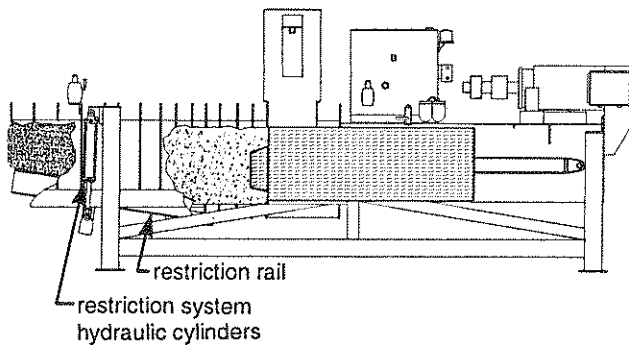 restriction rail
restriction system
hydraulic cylinders